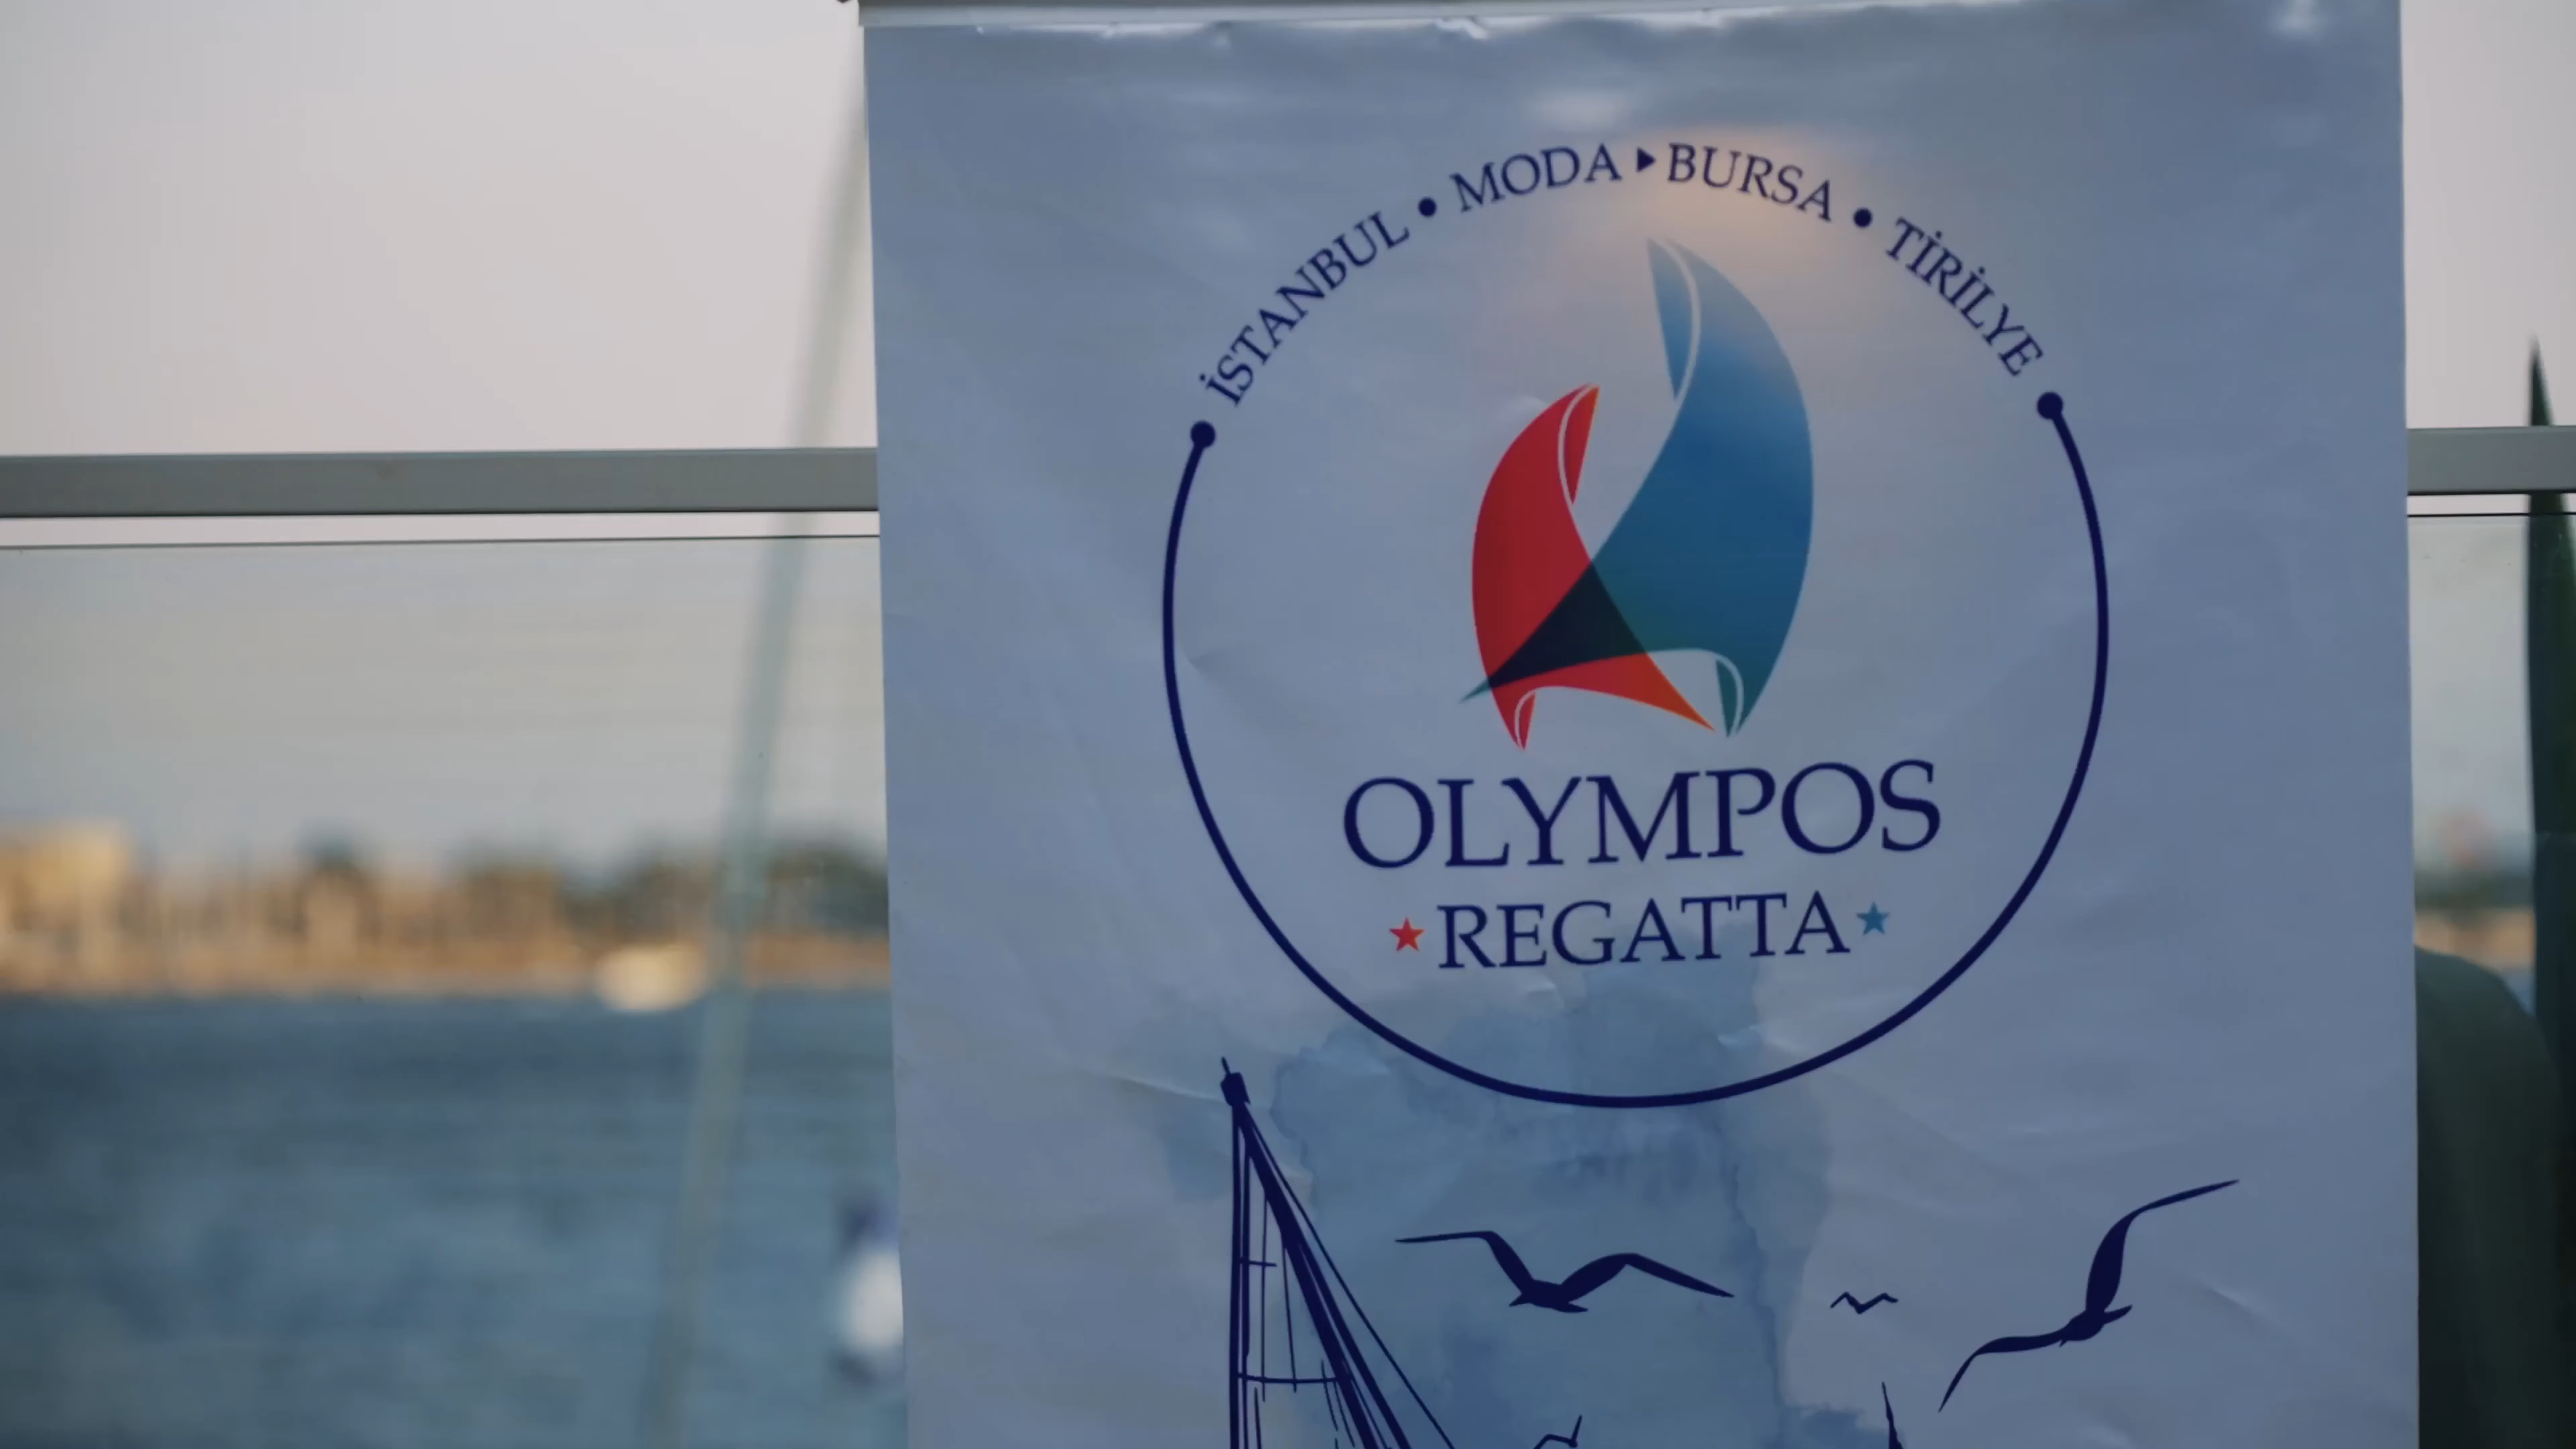 İSTANBUL • MODA ▸ BURSA • TİRİLYE
OLYMPOS
★ REGATTA ★